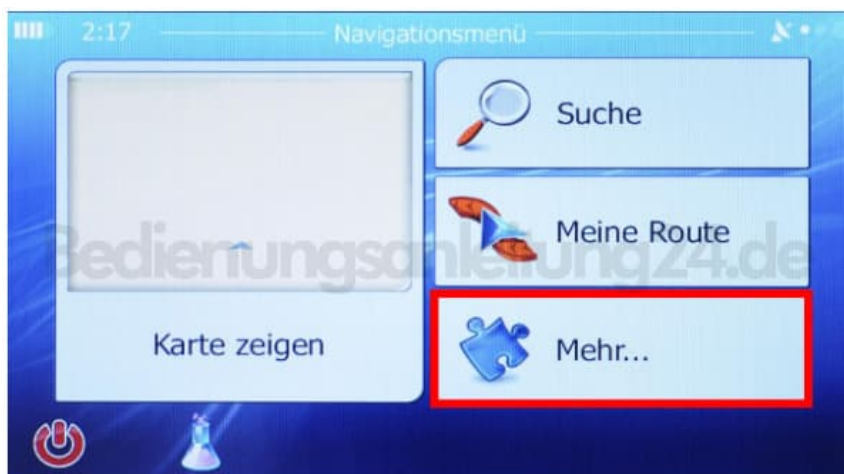 2:17
Navigationsmenü
Suche
Meine Route
Bedienungsanleitung24.de
Karte zeigen
Mehr...